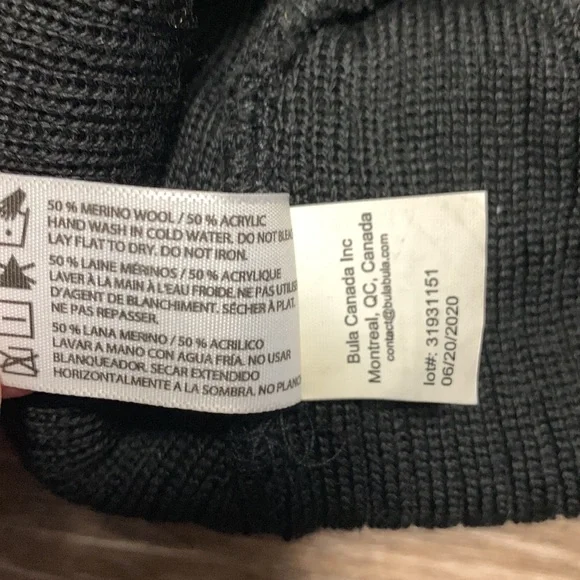 50 % MERINO WOOL / 50 % ACRYLIC
HAND WASH IN COLD WATER. DO NOT
LAY FLAT TO DRY. DO NOT IRON.
50 % LAINE MÉRINOS / 50 % ACRYLIQUE
LAVER À LA MAIN À L'EAU FROIDE. NE PAS
D'AGENT DE BLANCHIMENT. SÉCHER À PLAT.
NE PAS REPASSER.
50 % LANA MERINO / 50 % ACRILICO
LAVAR A MANO CON AGUA FRÍA. NO USAR
BLANQUEADOR. SECAR EXTENDIDO
HORIZONTALMENTE A LA SOMBRA. NO
Bula Canada Inc
Montreal, QC, Canada
contact@bulabula.com
lot#: 31931151
06/20/2020